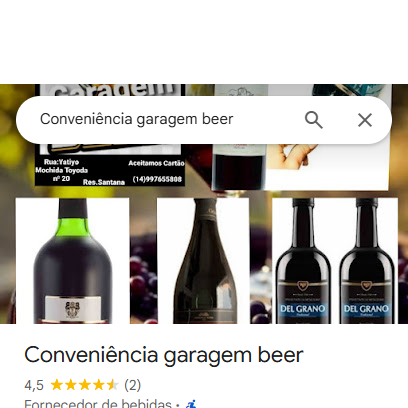 Garagem
Conveniência garagem beer
Rua:Yatiyo
Mochida Toyoda
nº 20
Aceitamos Cartão
Res.Santana
(14)997655808
DEL GRANO
DEL GRANO
Conveniência garagem beer
4,5 (2)
Fornecedor de bebidas ·